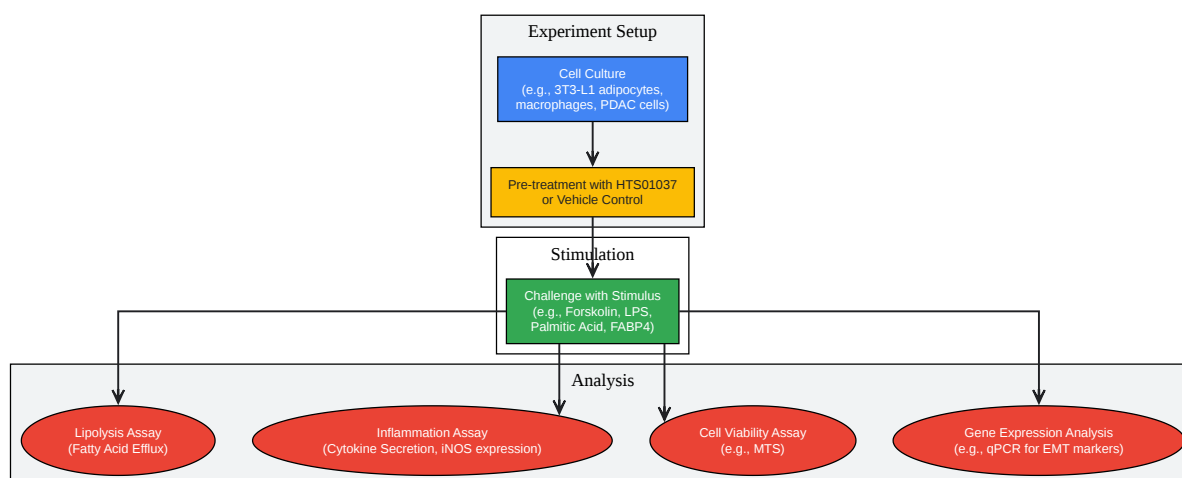 Experiment Setup
Cell Culture
(e.g., 3T3-L1 adipocytes,
macrophages, PDAC cells)
Pre-treatment with HTS01037
or Vehicle Control
Stimulation
Challenge with Stimulus
(e.g., Forskolin, LPS,
Palmitic Acid, FABP4)
Analysis
Lipolysis Assay
(Fatty Acid Efflux)
Inflammation Assay
(Cytokine Secretion, iNOS expression)
Cell Viability Assay
(e.g., MTS)
Gene Expression Analysis
(e.g., qPCR for EMT markers)